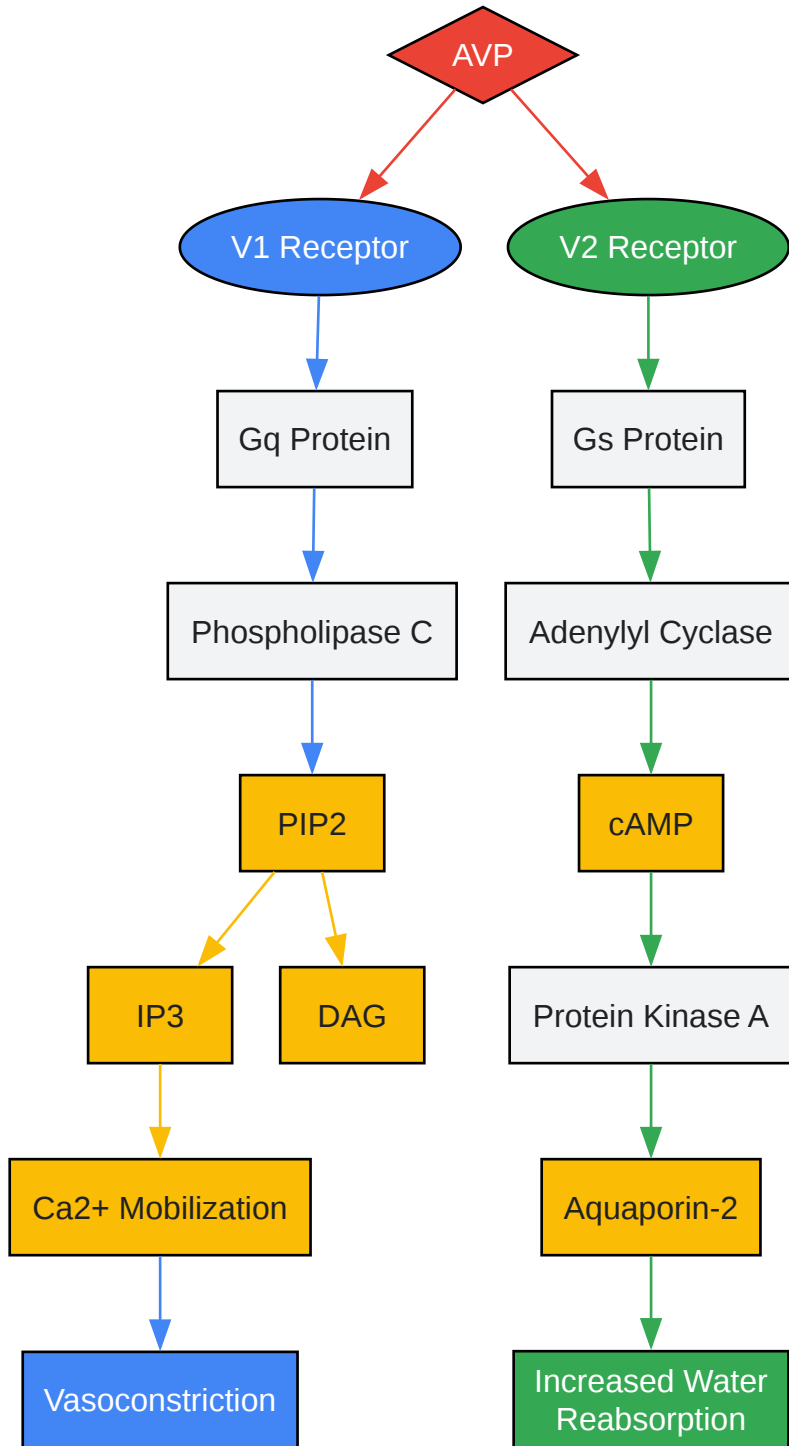 AVP
V1 Receptor
V2 Receptor
Gq Protein
Gs Protein
Phospholipase C
Adenylyl Cyclase
PIP2
cAMP
IP3
DAG
Protein Kinase A
Ca2+ Mobilization
Aquaporin-2
Vasoconstriction
Increased Water
Reabsorption